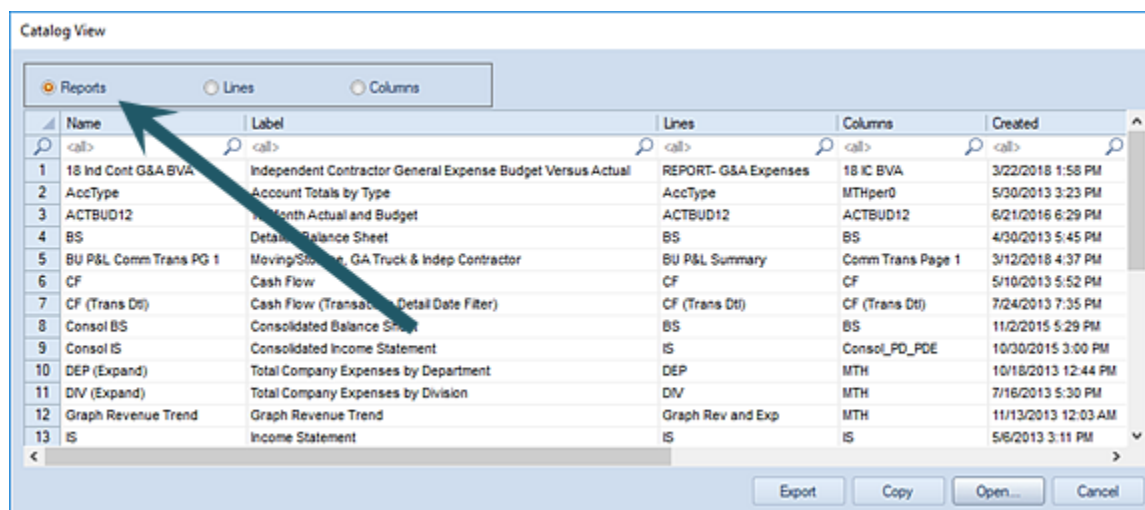 Catalog View
Reports Lines Columns
Name Label Lines Columns Created
<all> <all> <all> <all> <all>
1 18 Ind Cont G&A BVA Independent Contractor General Expense Budget Versus Actual REPORT- G&A Expenses 18 IC BVA 3/22/2018 1:58 PM
2 AccType Account Totals by Type AccType MTHper0 5/30/2013 3:23 PM
3 ACTBUD12 Month Actual and Budget ACTBUD12 ACTBUD12 6/21/2016 6:29 PM
4 BS Balance Sheet BS BS 4/30/2013 5:45 PM
5 BU P&L Comm Trans PG 1 GA Truck & Indep Contractor BU P&L Summary Comm Trans Page 1 3/12/2018 4:37 PM
6 CF Cash Flow CF CF 5/10/2013 5:52 PM
7 CF (Trans Dtl) Cash Flow Detail Date Filter) CF (Trans Dtl) CF (Trans Dtl) 7/24/2013 7:35 PM
8 Consol BS Consolidated Balance BS BS 11/2/2015 5:29 PM
9 Consol IS Consolidated Income Statement IS Consol_PD_PDE 10/30/2015 3:00 PM
10 DEP (Expand) Total Company Expenses by Department DEP MTH 10/18/2013 12:44 PM
11 DIV (Expand) Total Company Expenses by Division DIV MTH 7/16/2013 5:30 PM
12 Graph Revenue Trend Graph Revenue Trend Graph Rev and Exp MTH 11/13/2013 12:03 AM
13 IS Income Statement IS IS 5/6/2013 3:11 PM
Export Copy Open... Cancel